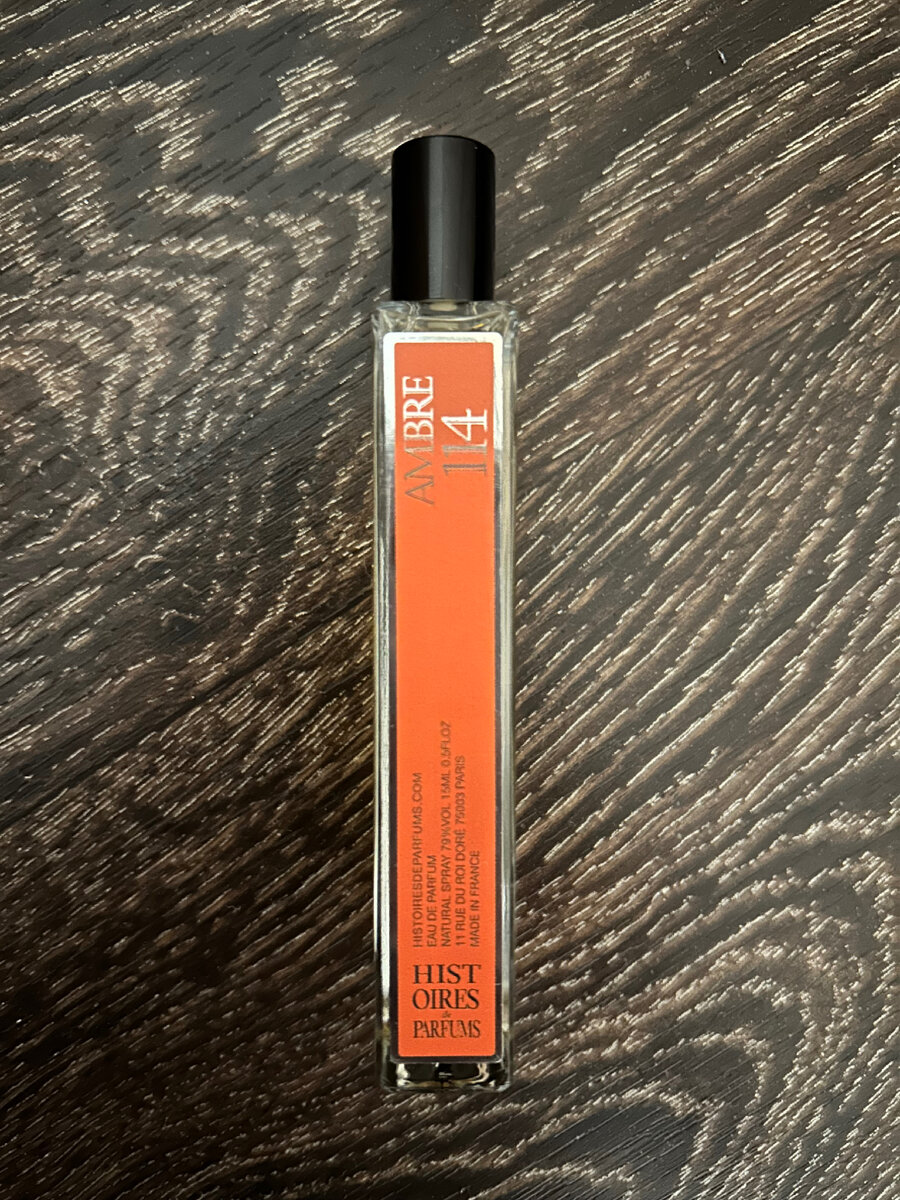 AMBRE
114
HISTOIRESDEPARFUMS.COM
EAU DE PARFUM
NATURAL SPRAY 79%VOL 15ML 0.5FLOZ
11 RUE DU ROI DORÉ 75003 PARIS
MADE IN FRANCE
HIST
OIRES
de
PARFUMS